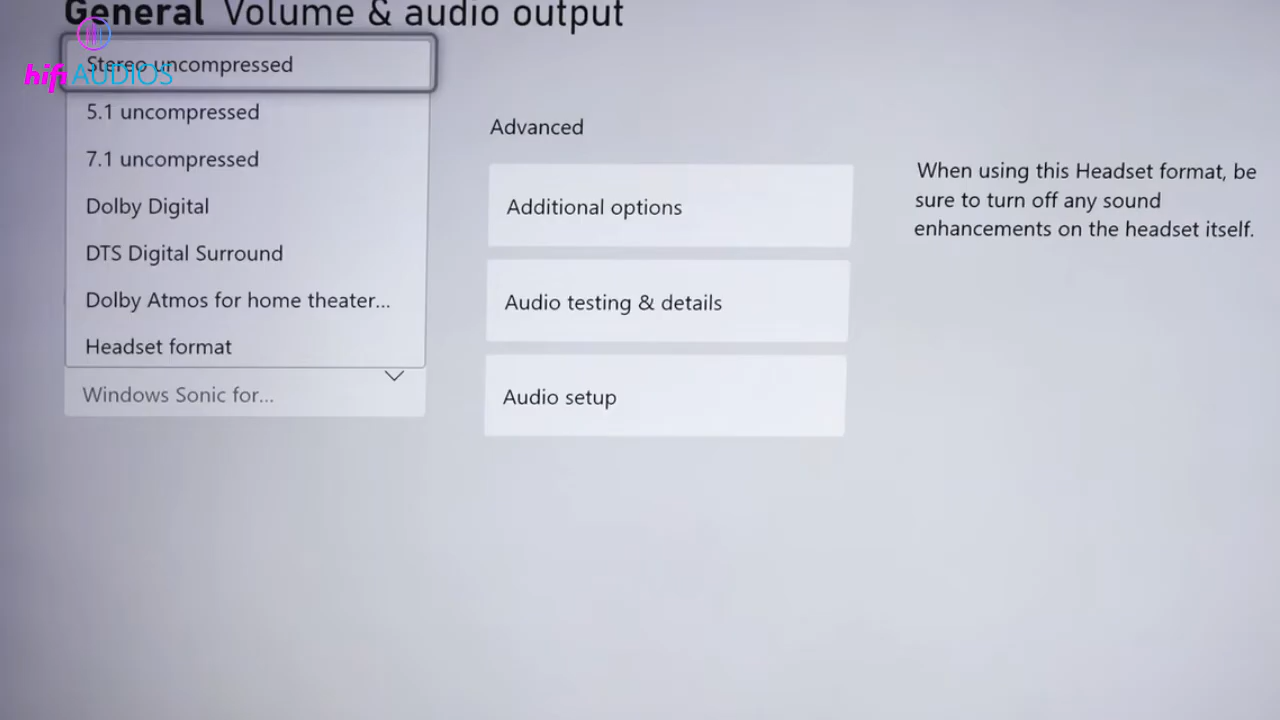 General Volume & audio output
hifi AUDIOS
Stereo uncompressed
5.1 uncompressed
7.1 uncompressed
Dolby Digital
DTS Digital Surround
Dolby Atmos for home theater...
Headset format
Windows Sonic for...
Advanced
Additional options
Audio testing & details
Audio setup
When using this Headset format, be
sure to turn off any sound
enhancements on the headset itself.